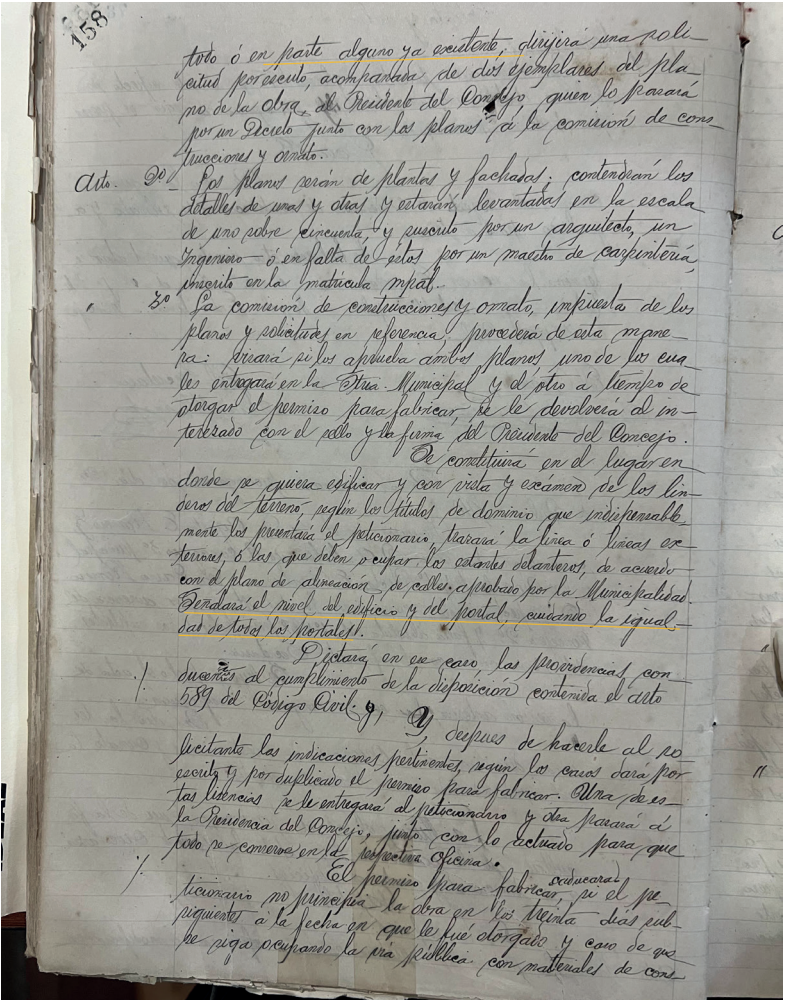 158
todo ó en parte alguno ya existente, dirijirá una soli-
citud por escrito, acompañada de dos ejemplares del pla-
no de la obra, al Presidente del Concejo, quen lo pasará
por un Decreto junto con los planos á la comisión de cons-
trucciones y ornato.
Arto. 2o- Los planos serán de plantas y fachadas; contendrán los
detalles de unas y otras y estarán levantadas en la escala
de uno sobre cincuenta y suscrito por un arquitecto, un
Ingeniero - ó en falta de éstos por un maestro de carpintería,
inscrito en la matrícula mpal.
" 3o La comisión de construcciones y ornato, impuesta de los
planos y solicitudes en referencia, procederá de esta mane-
ra: visará si los aprueba ambos planos, uno de los cua-
les entregará en la Stria. Municipal y el otro á tiempo de
otorgar el permiso para fabricar, se le devolverá al in-
terezado con el sello y la firma del Presidente del Concejo.
Se constituirá en el lugar en
donde se quiera edificar y con vista y exámen de los lin-
deros del terreno, según los títulos de dominio que indispensable-
mente los presentará el peticionario, trazará la línea ó líneas ex-
teriores, ó las que deben ocupar los estantes delanteros, de acuerdo
con el plano de alineación de calles aprobado por la Municipalidad.
Señalará el nivel del edificio y del portal, cuidando la igual-
dad de todos los portales.
Dictará, en ese caso, las providencias, con-
ducentes al cumplimiento de la disposición contenida el arto
589 del Código Civil. y, Y, despues de hacerle al so
licitante las indicaciones pertinentes, según los casos dará por
escrito y por duplicado el permiso para fabricar. Una de es-
tas licencias se le entregará al peticionario y otra pasará á
la Presidencia del Concejo, junto con lo actuado para que
todo se conserve en la respectiva Oficina.
El permiso para fabricar, caducará si el pe-
ticionario no principia la obra en los treinta dias sub-
siguientes á la fecha en que le fué otorgado y caso de que
se siga ocupando la vía pública con materiales de cons-